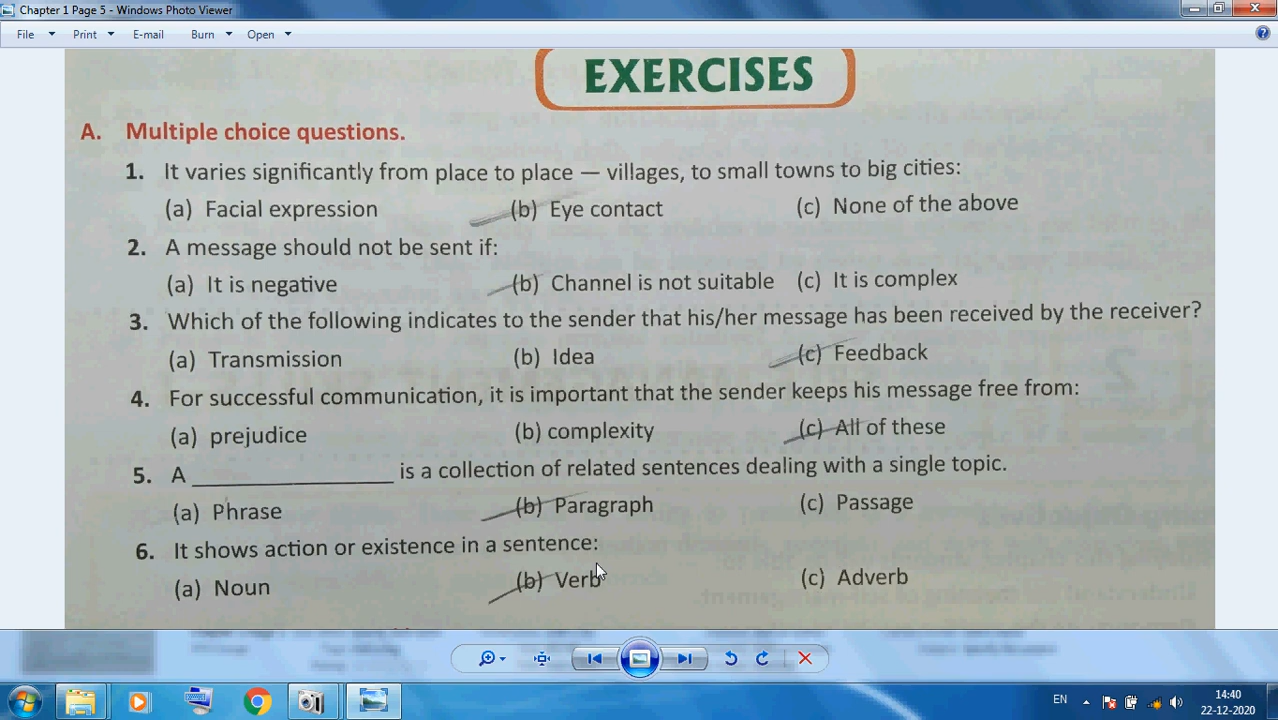 Chapter 1 Page 5 - Windows Photo Viewer
File Print E-mail Burn Open
EXERCISES
A. Multiple choice questions.
1. It varies significantly from place to place — villages, to small towns to big cities:
(a) Facial expression (b) Eye contact (c) None of the above
2. A message should not be sent if:
(a) It is negative (b) Channel is not suitable (c) It is complex
3. Which of the following indicates to the sender that his/her message has been received by the receiver?
(a) Transmission (b) Idea (c) Feedback
4. For successful communication, it is important that the sender keeps his message free from:
(a) prejudice (b) complexity (c) All of these
5. A ______________ is a collection of related sentences dealing with a single topic.
(a) Phrase (b) Paragraph (c) Passage
6. It shows action or existence in a sentence:
(a) Noun (b) Verb (c) Adverb
EN
14:40
22-12-2020